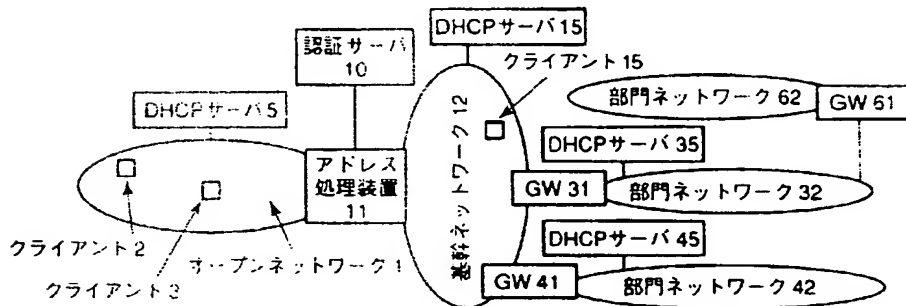 DHCPサーバ15
認証サーバ
10
クライアント15
DHCPサーバ5
部門ネットワーク 62
GW 61
基幹ネットワーク 12
DHCPサーバ 35
アドレス
処理装置
11
GW 31
部門ネットワーク 32
クライアント2
オープンネットワーク 1
DHCPサーバ 45
クライアント3
GW 41
部門ネットワーク 42